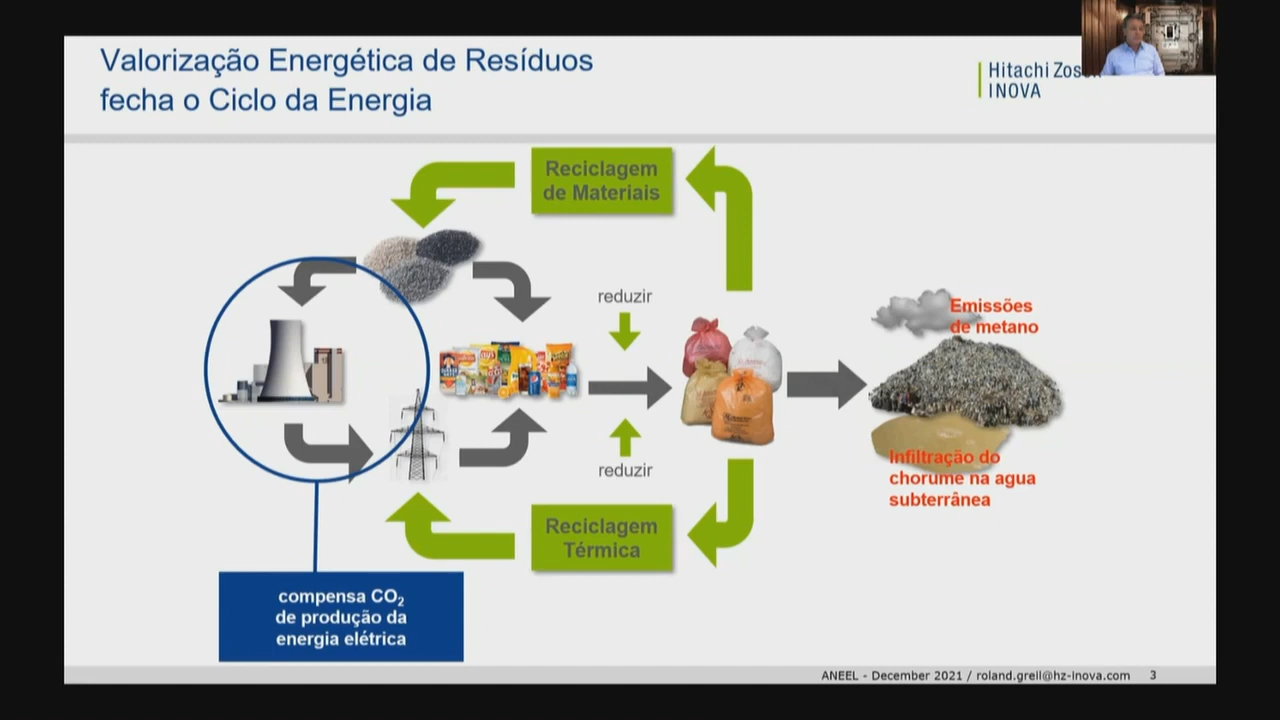 Valorização Energética de Resíduos
fecha o Ciclo da Energia
Hitachi Zosen
INOVA
Reciclagem
de Materiais
reduzir
Emissões
de metano
reduzir
Infiltração do
chorume na agua
subterrânea
Reciclagem
Térmica
compensa CO₂
de produção da
energia elétrica
ANEEL - December 2021 / roland.greil@hz-inova.com 3